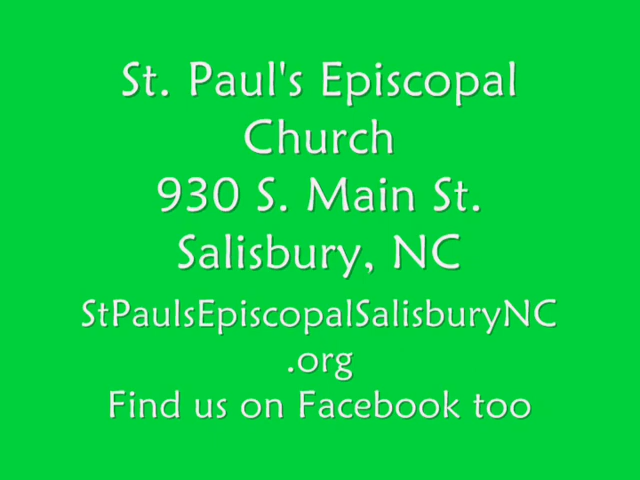 St. Paul's Episcopal
Church
930 S. Main St.
Salisbury, NC
StPaulsEpiscopalSalisburyNC
.org
Find us on Facebook too